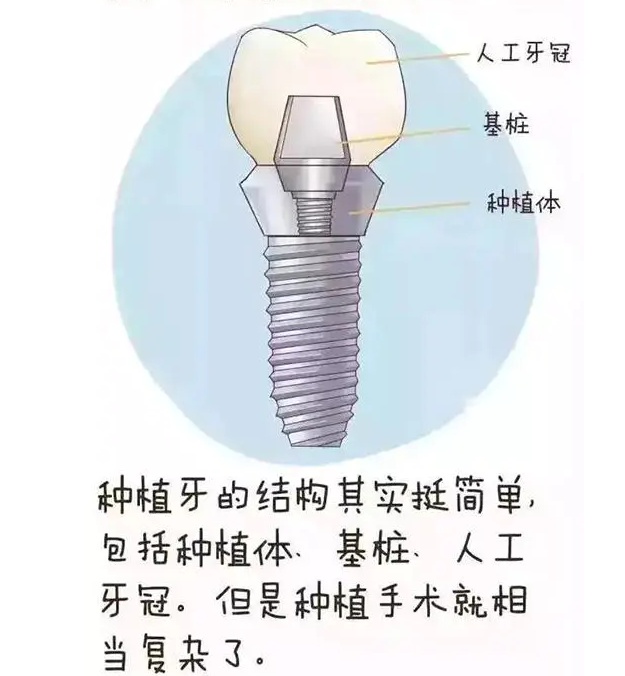 人工牙冠
基桩
种植体
种植牙的结构其实挺简单,
包括种植体、基桩、人工
牙冠。但是种植手术就相
当复杂了。